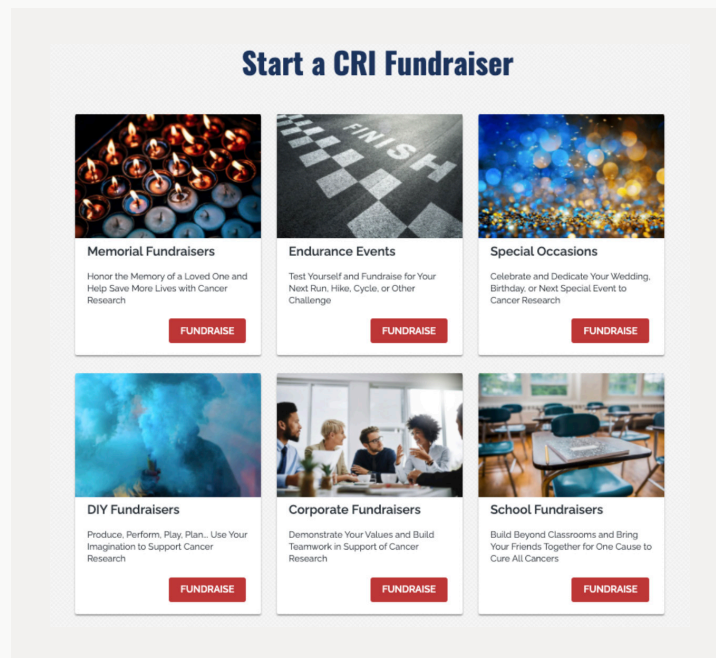 Start a CRI Fundraiser
FINISH
Memorial Fundraisers
Honor the Memory of a Loved One and
Help Save More Lives with Cancer
Research
FUNDRAISE
Endurance Events
Test Yourself and Fundraise for Your
Next Run, Hike, Cycle, or Other
Challenge
FUNDRAISE
Special Occasions
Celebrate and Dedicate Your Wedding,
Birthday, or Next Special Event to
Cancer Research
FUNDRAISE
DIY Fundraisers
Produce, Perform, Play, Plan... Use Your
Imagination to Support Cancer
Research
FUNDRAISE
Corporate Fundraisers
Demonstrate Your Values and Build
Teamwork in Support of Cancer
Research
FUNDRAISE
School Fundraisers
Build Beyond Classrooms and Bring
Your Friends Together for One Cause to
Cure All Cancers
FUNDRAISE